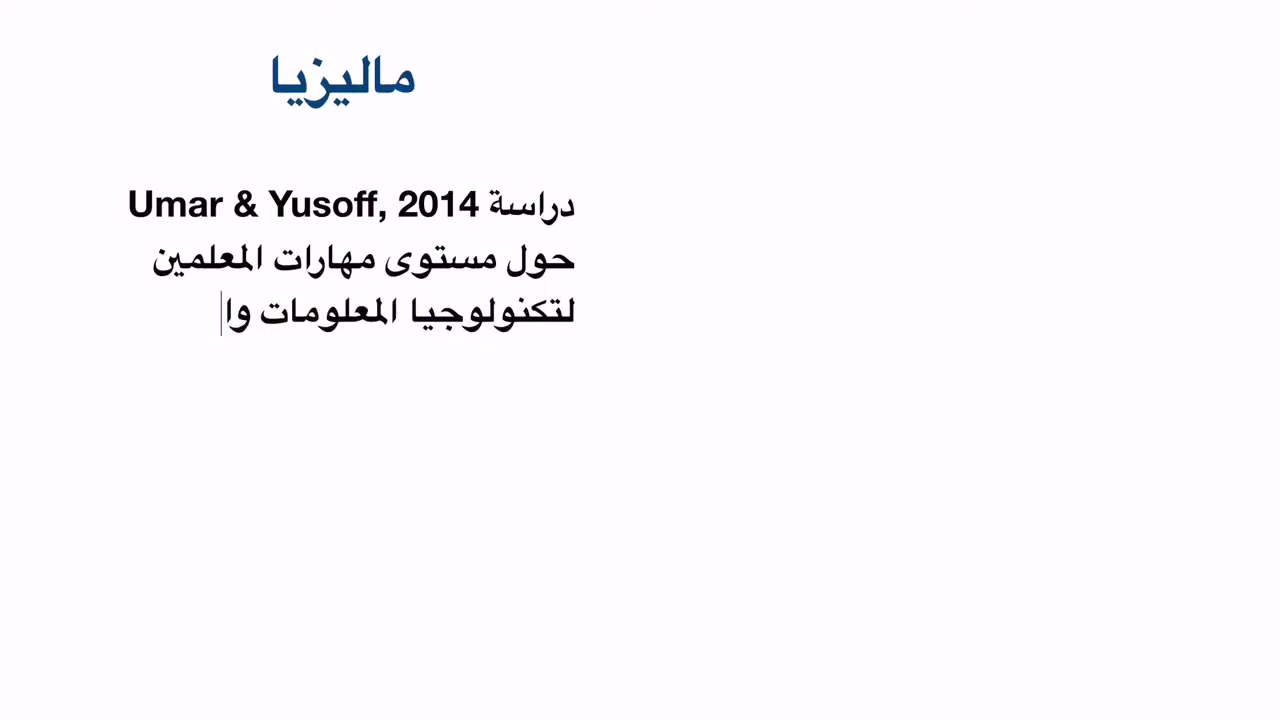 ماليزيا
دراسة Umar & Yusoff, 2014
حول مستوى مهارات المعلمين
لتكنولوجيا المعلومات وا